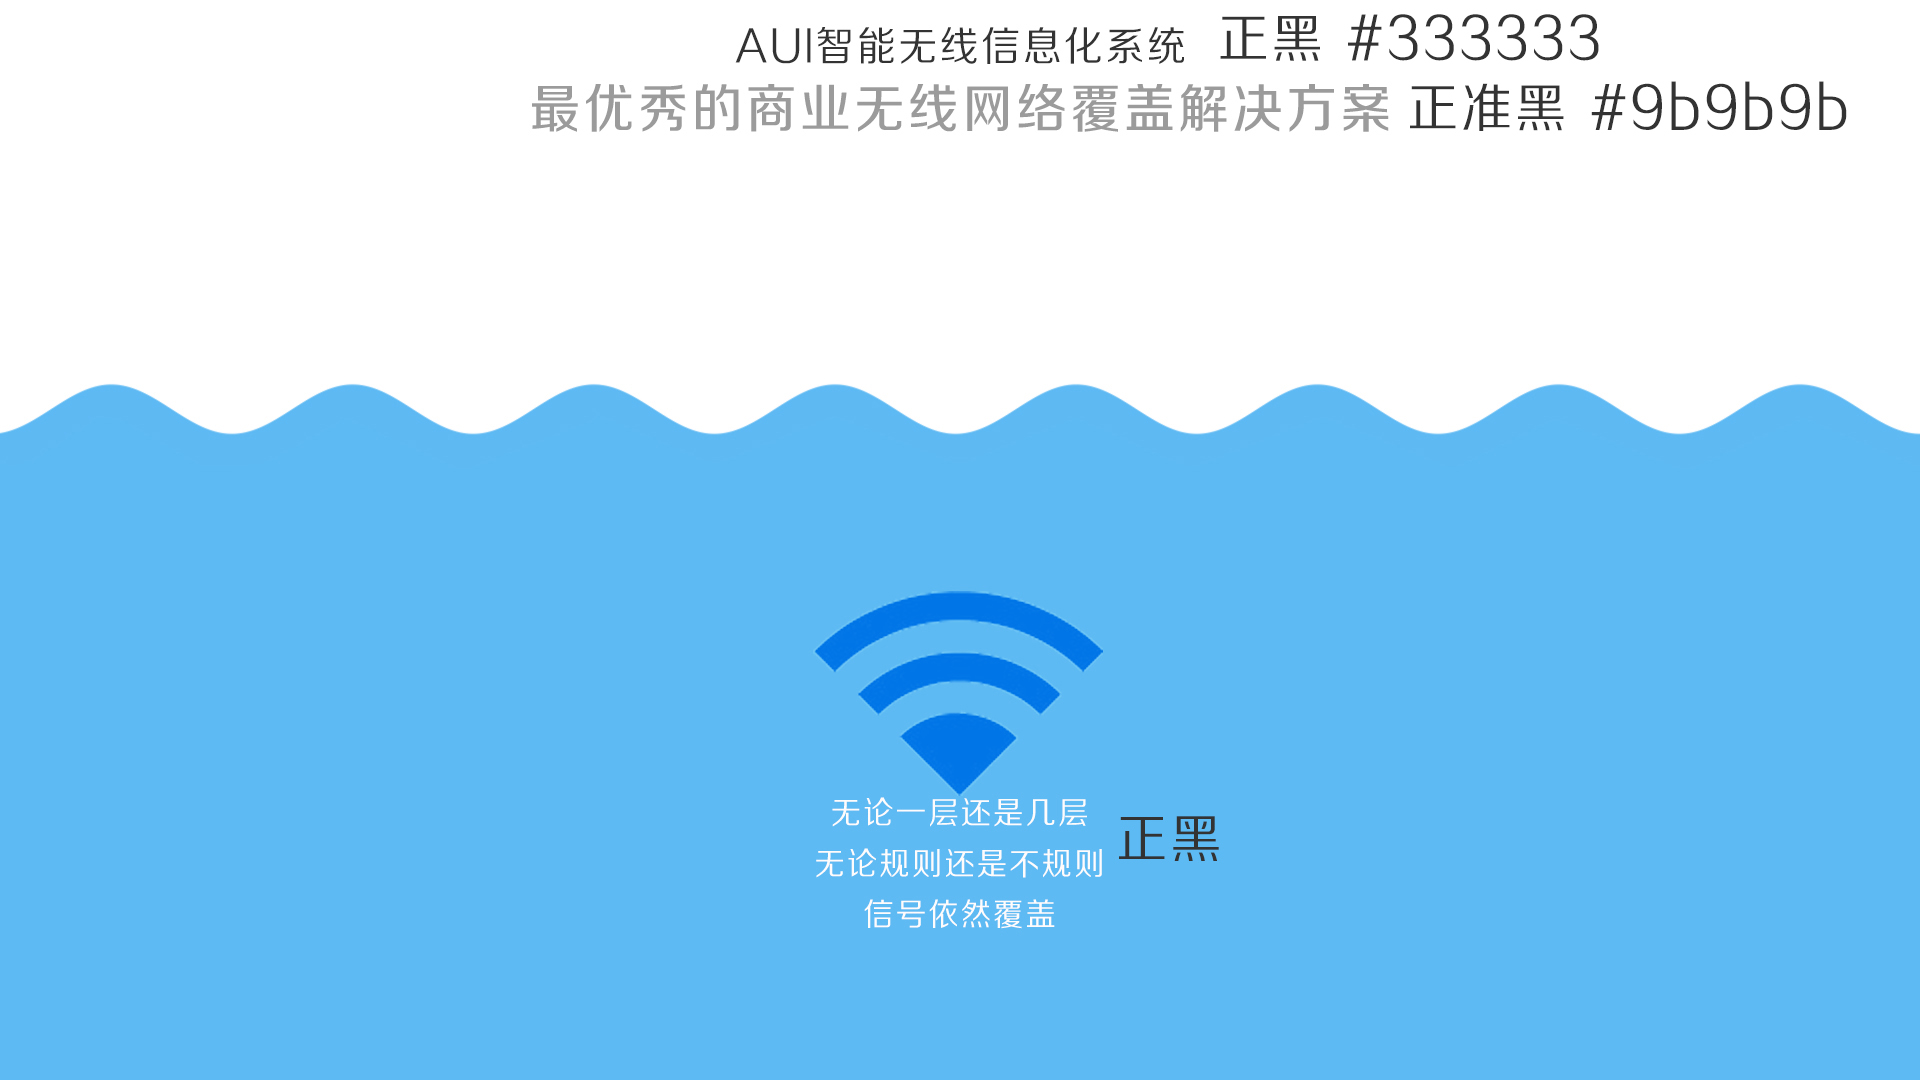 AUI智能无线信息化系统 正黑 #333333
最优秀的商业无线网络覆盖解决方案 正准黑 #9b9b9b
无论一层还是几层
无论规则还是不规则 正黑
信号依然覆盖